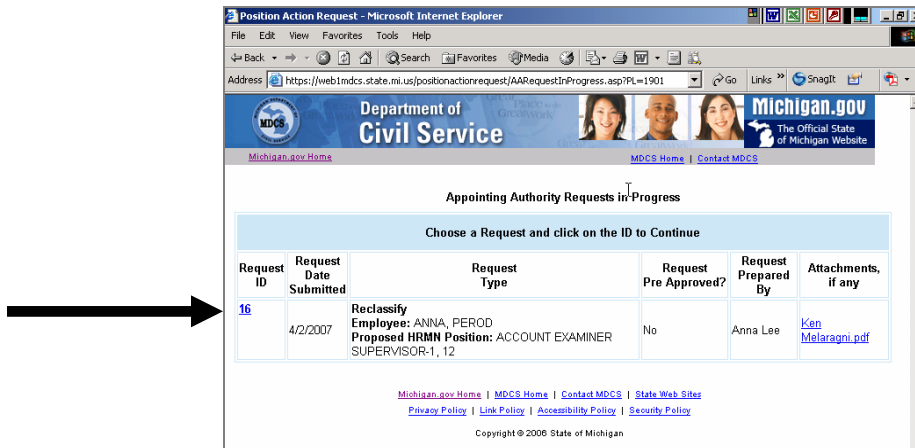 Position Action Request - Microsoft Internet Explorer
File Edit View Favorites Tools Help
Back Search Favorites Media
Address https://web1mdcs.state.mi.us/positionactionrequest/AARequestInProgress.asp?PL=1901 Go Links » SnagIt
MDCS Department of Civil Service Michigan.gov
The Official State
of Michigan Website
Michigan.gov Home MDCS Home | Contact MDCS
Appointing Authority Requests in Progress
Choose a Request and click on the ID to Continue
Request ID
Request Date Submitted
Request Type
Request Pre Approved?
Request Prepared By
Attachments, if any
16
4/2/2007
Reclassify
Employee: ANNA, PEROD
Proposed HRMN Position: ACCOUNT EXAMINER
SUPERVISOR-1, 12
No
Anna Lee
Ken
Melaragni.pdf
Michigan.gov Home | MDCS Home | Contact MDCS | State Web Sites
Privacy Policy | Link Policy | Accessibility Policy | Security Policy
Copyright © 2006 State of Michigan